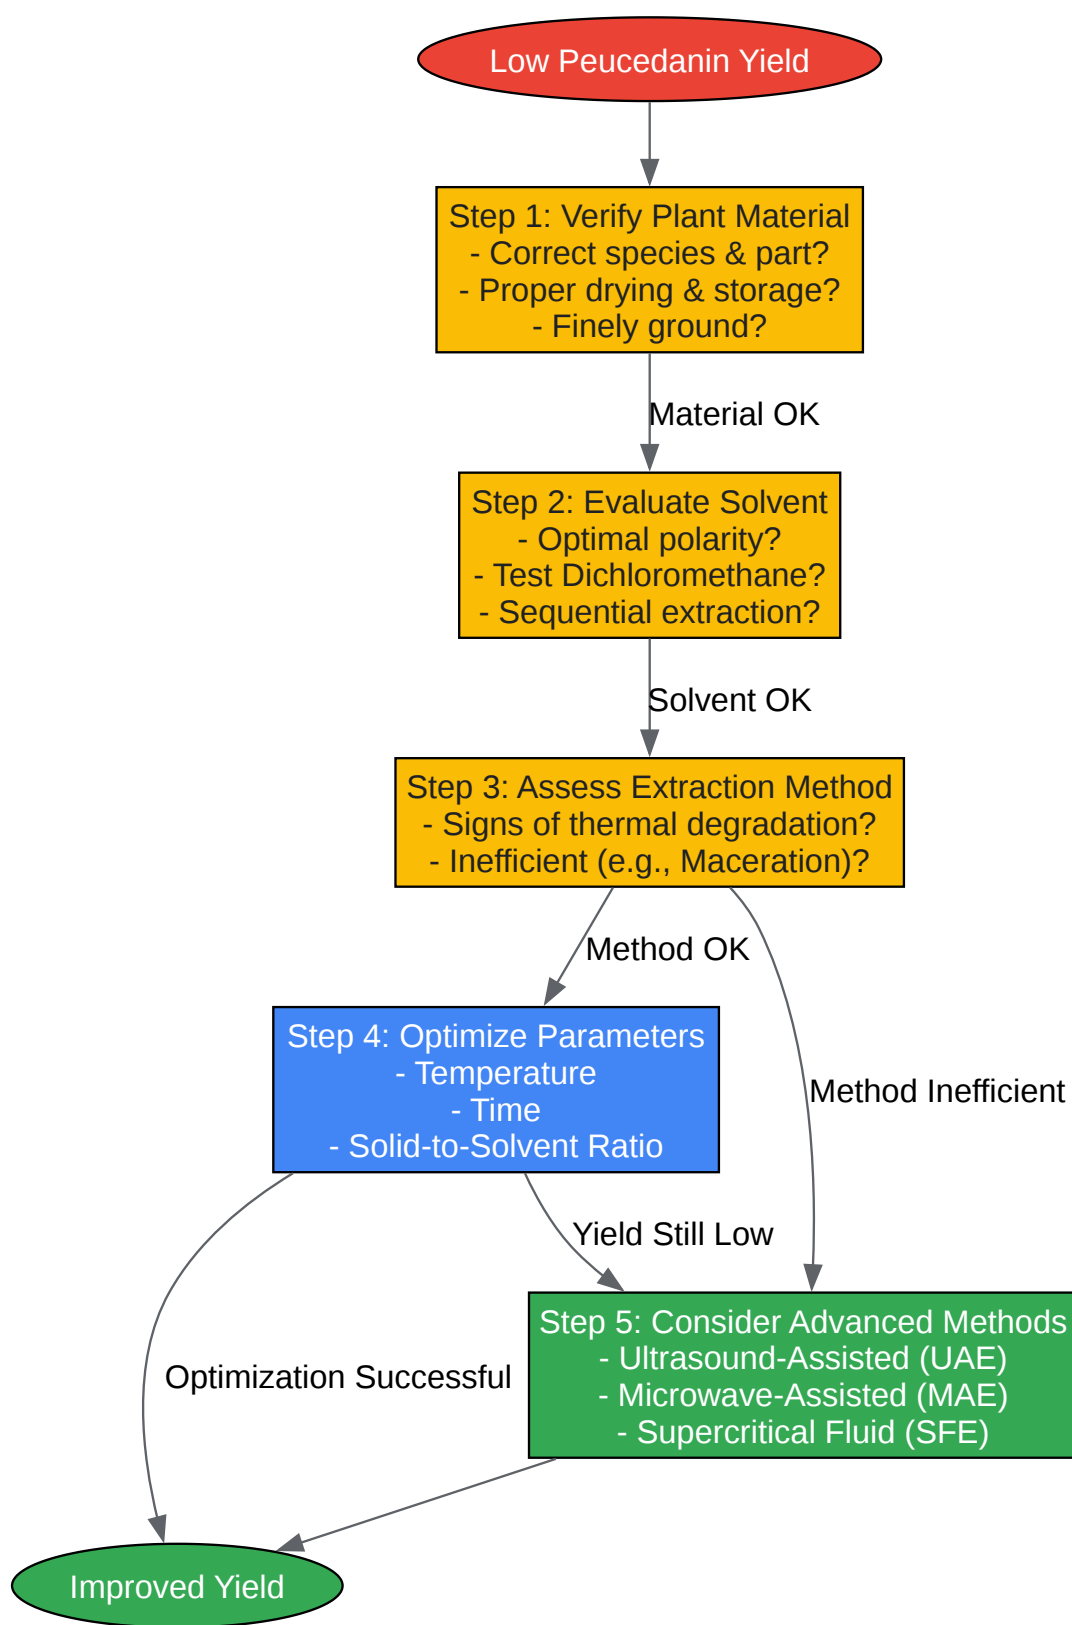 Low Peucedanin Yield
Step 1: Verify Plant Material
- Correct species & part?
- Proper drying & storage?
- Finely ground?
Material OK
Step 2: Evaluate Solvent
- Optimal polarity?
- Test Dichloromethane?
- Sequential extraction?
Solvent OK
Step 3: Assess Extraction Method
- Signs of thermal degradation?
- Inefficient (e.g., Maceration)?
Method OK
Step 4: Optimize Parameters
- Temperature
- Time
- Solid-to-Solvent Ratio
Method Inefficient
Yield Still Low
Step 5: Consider Advanced Methods
- Ultrasound-Assisted (UAE)
- Microwave-Assisted (MAE)
- Supercritical Fluid (SFE)
Optimization Successful
Improved Yield